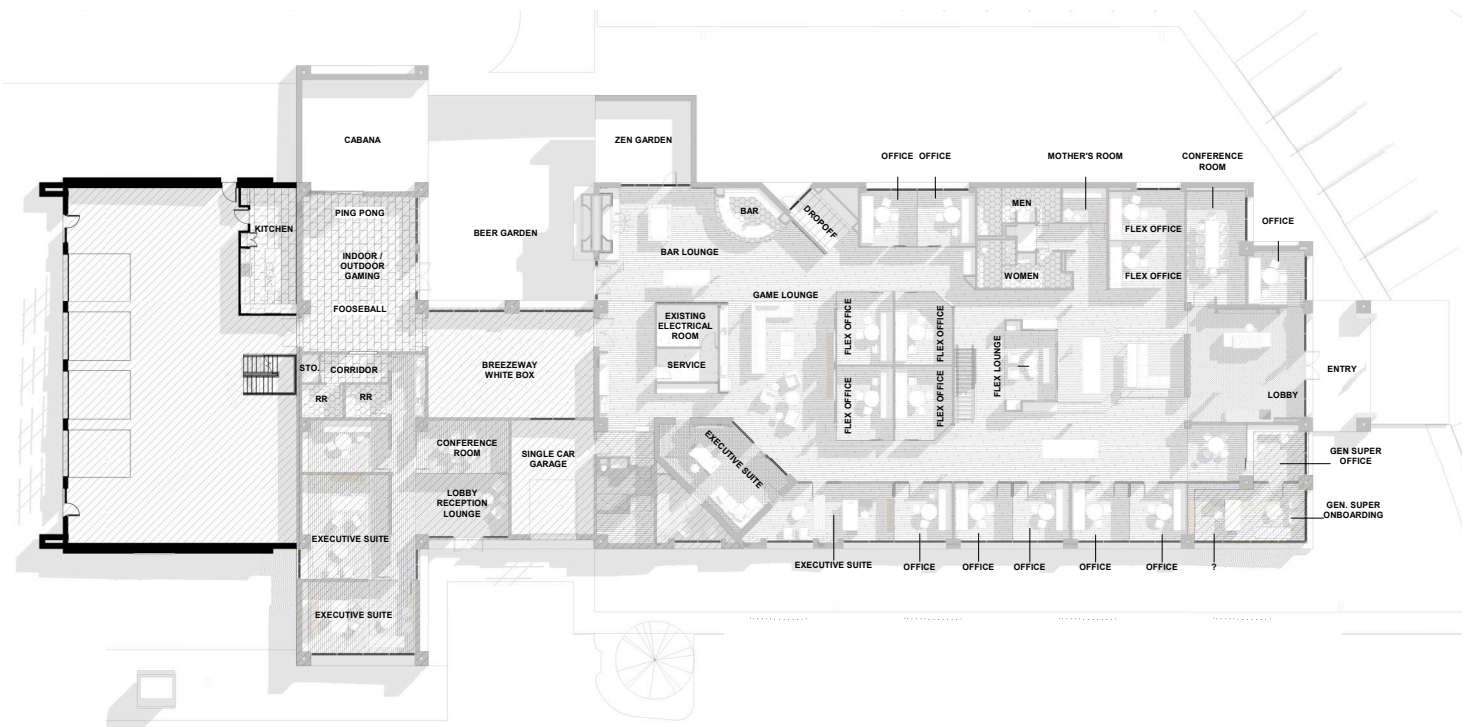 CABANA
ZEN GARDEN
OFFICE OFFICE
MOTHER'S ROOM
CONFERENCE
ROOM
PING PONG
KITCHEN
INDOOR /
OUTDOOR
GAMING
FOOSEBALL
BEER GARDEN
BAR
DROPOFF
BAR LOUNGE
GAME LOUNGE
MEN
WOMEN
FLEX OFFICE
FLEX OFFICE
OFFICE
EXISTING
ELECTRICAL
ROOM
SERVICE
FLEX OFFICE
FLEX OFFICE
FLEX OFFICE
FLEX OFFICE
FLEX LOUNGE
ENTRY
LOBBY
STO.
CORRIDOR
RR
RR
BREEZEWAY
WHITE BOX
CONFERENCE
ROOM
SINGLE CAR
GARAGE
LOBBY
RECEPTION
LOUNGE
EXECUTIVE SUITE
EXECUTIVE SUITE
EXECUTIVE SUITE
GEN SUPER
OFFICE
GEN. SUPER
ONBOARDING
EXECUTIVE SUITE
OFFICE
OFFICE
OFFICE
OFFICE
OFFICE
?